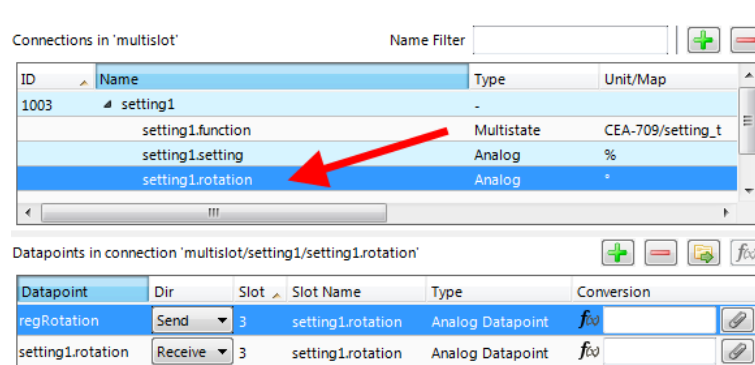 Connections in 'multislot' Name Filter
ID Name Type Unit/Map
1003 setting1 -
setting1.function Multistate CEA-709/setting_t
setting1.setting Analog %
setting1.rotation Analog °
Datapoints in connection 'multislot/setting1/setting1.rotation'
Datapoint Dir Slot Slot Name Type Conversion
regRotation Send 3 setting1.rotation Analog Datapoint f(x)
setting1.rotation Receive 3 setting1.rotation Analog Datapoint f(x)